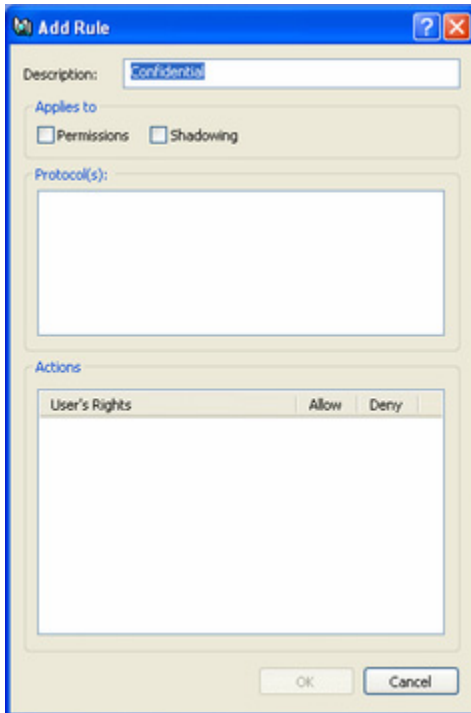 Add Rule
Description: Confidential
Applies to
Permissions Shadowing
Protocol(s):
Actions
User's Rights Allow Deny
OK Cancel